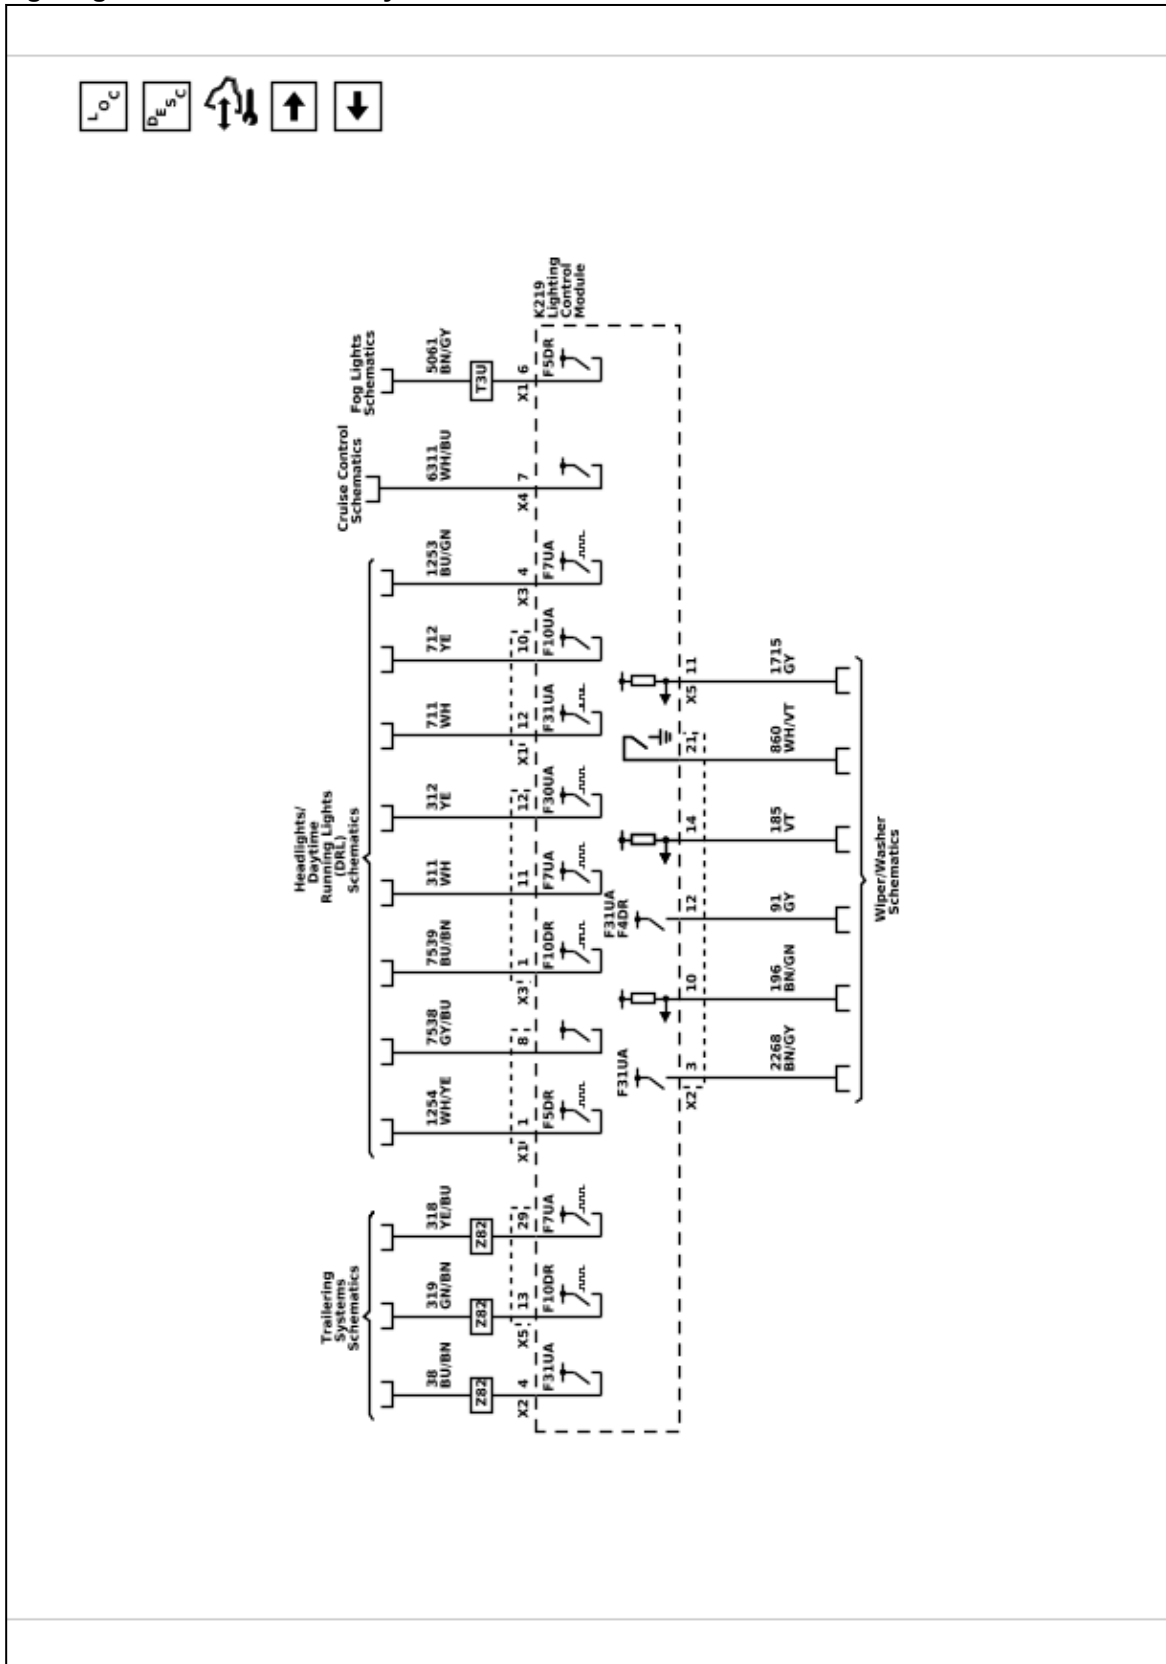 LOC
DESC
Trailering
Systems
Schematics
Headlights/
Daytime
Running Lights
(DRL)
Schematics
Cruise Control
Schematics
Fog Lights
Schematics
38
BU/BN
319
GN/BN
318
YE/BU
1254
WH/YE
7538
GY/BU
7539
BU/BN
311
WH
312
YE
711
WH
712
YE
1253
BU/GN
6311
WH/BU
5061
BN/GY
Z82
Z82
Z82
T3U
X2 4
X5 13
29
X1 1
8
X3 1
11
12
X1 12
10
X3 4
X4 7
X1 6
K219
Lighting
Control
Module
F31UA
F10DR
F7UA
F5DR
F10DR
F7UA
F30UA
F31UA
F10UA
F7UA
F5DR
F31UA
F31UA
F4DR
X2 3
10
12
14
21
X5 11
2268
BN/GY
196
BN/GN
91
GY
185
VT
860
WH/VT
1715
GY
Wiper/Washer
Schematics